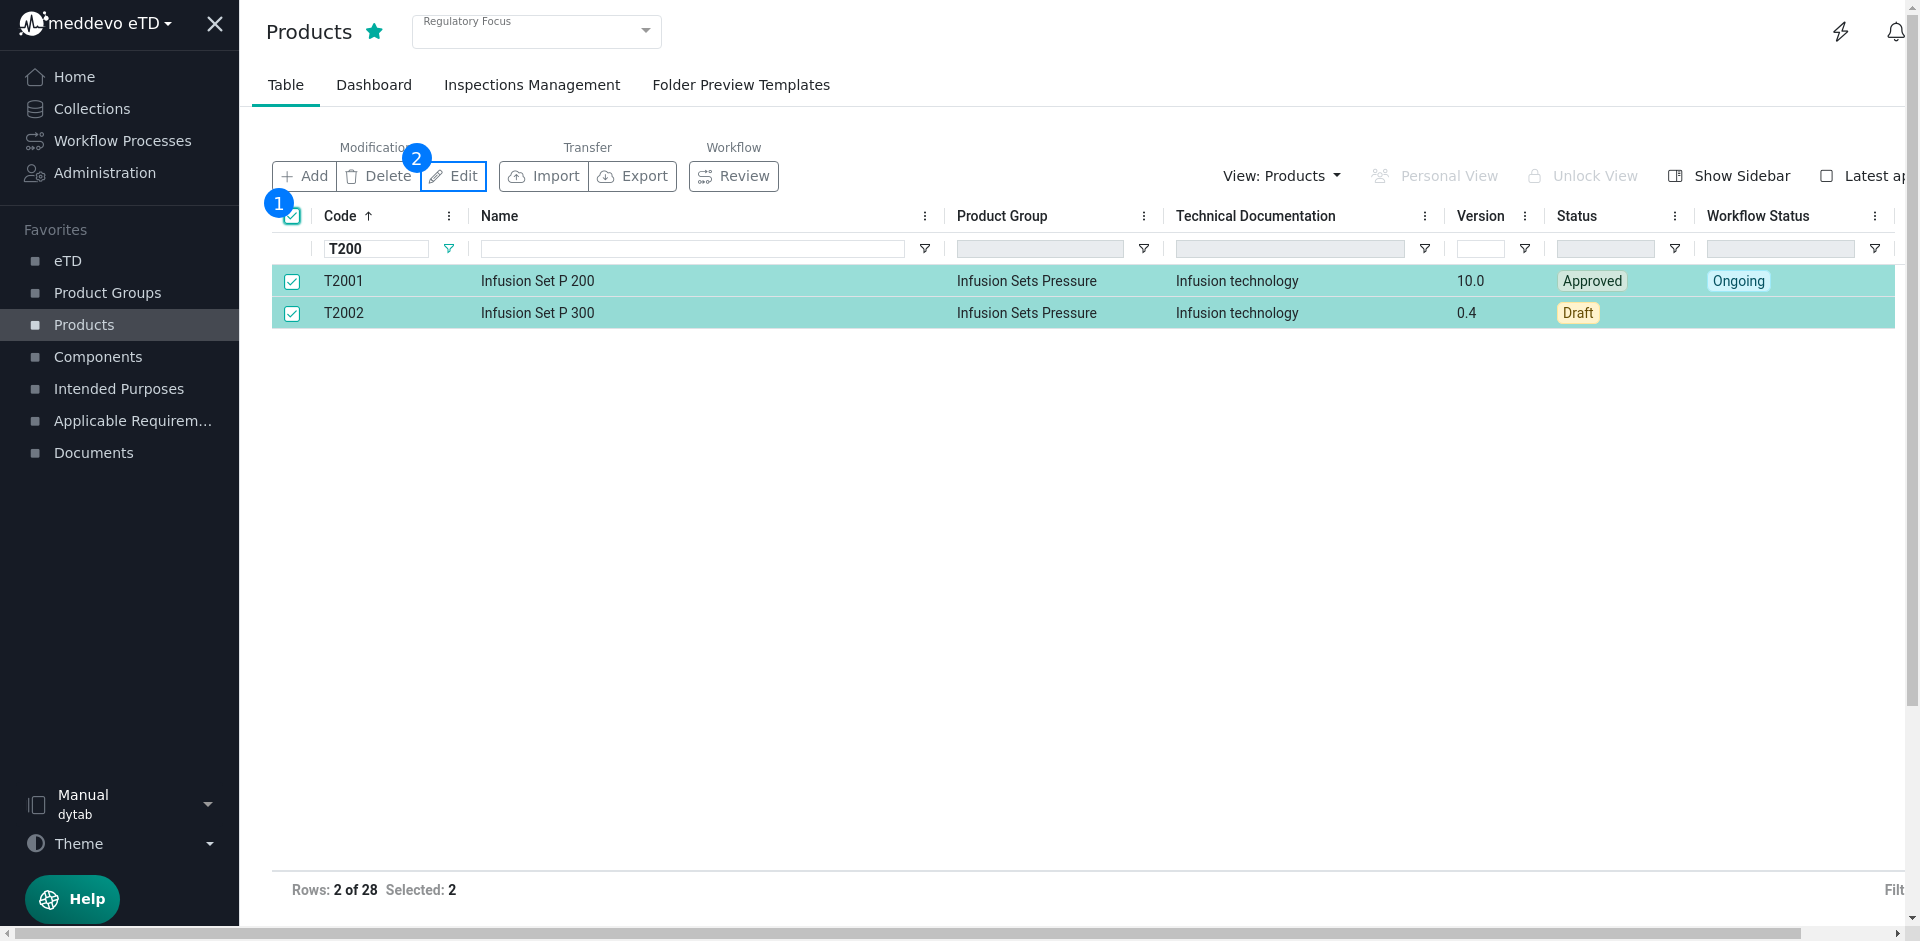 meddevo eTD
Home
Collections
Workflow Processes
Administration
Favorites
eTD
Product Groups
Products
Components
Intended Purposes
Applicable Requirem...
Documents
Manual
dytab
Theme
Help
Products
Regulatory Focus
Table Dashboard Inspections Management Folder Preview Templates
Transfer Workflow
2
Add Delete Edit Import Export Review View: Products Personal View Unlock View Show Sidebar Latest
1
Code Name Product Group Technical Documentation Version Status Workflow Status
T200
T2001 Infusion Set P 200 Infusion Sets Pressure Infusion technology 10.0 Approved Ongoing
T2002 Infusion Set P 300 Infusion Sets Pressure Infusion technology 0.4 Draft
Rows: 2 of 28 Selected: 2